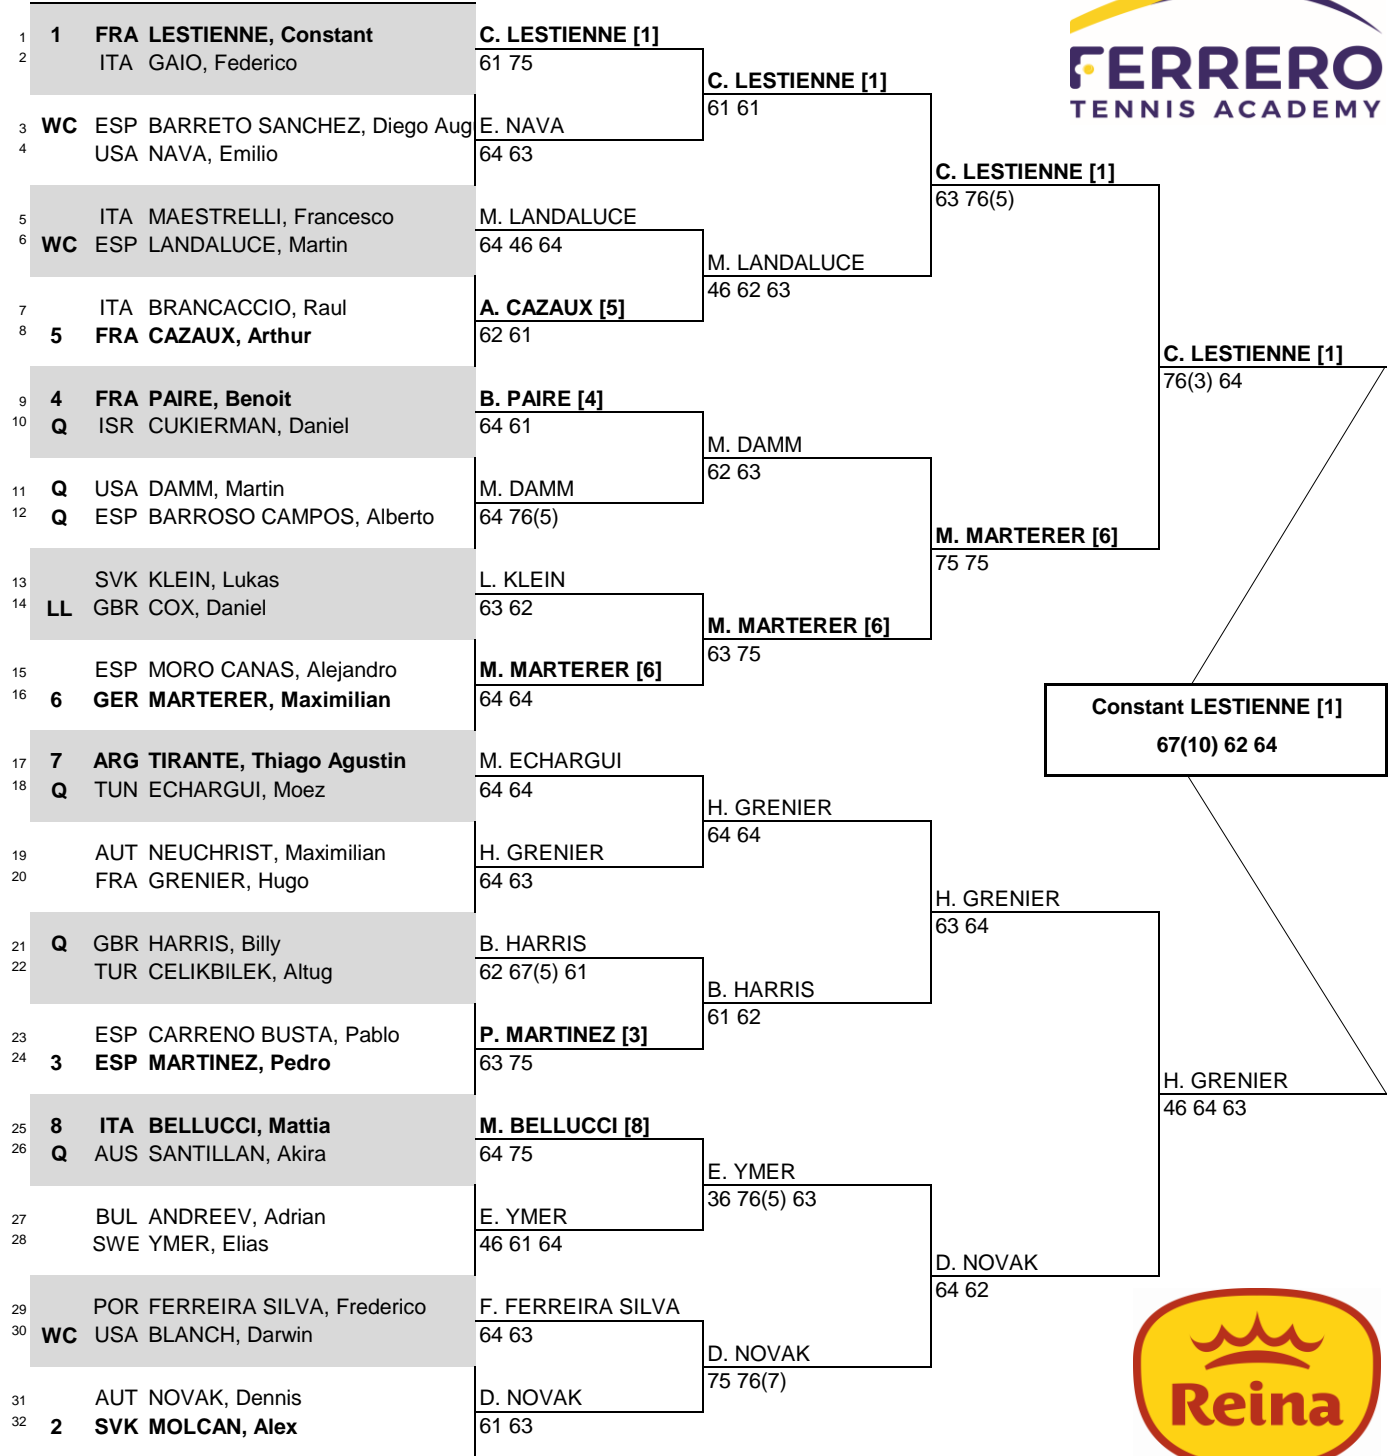 FERRERO
TENNIS ACADEMY
1 1 FRA LESTIENNE, Constant
2 ITA GAIO, Federico
C. LESTIENNE [1]
61 75
3 WC ESP BARRETO SANCHEZ, Diego Aug
4 USA NAVA, Emilio
E. NAVA
64 63
C. LESTIENNE [1]
61 61
5 ITA MAESTRELLI, Francesco
6 WC ESP LANDALUCE, Martin
M. LANDALUCE
64 46 64
7 ITA BRANCACCIO, Raul
8 5 FRA CAZAUX, Arthur
A. CAZAUX [5]
62 61
M. LANDALUCE
46 62 63
C. LESTIENNE [1]
63 76(5)
9 4 FRA PAIRE, Benoit
10 Q ISR CUKIERMAN, Daniel
B. PAIRE [4]
64 61
11 Q USA DAMM, Martin
12 Q ESP BARROSO CAMPOS, Alberto
M. DAMM
64 76(5)
M. DAMM
62 63
13 SVK KLEIN, Lukas
14 LL GBR COX, Daniel
L. KLEIN
63 62
15 ESP MORO CANAS, Alejandro
16 6 GER MARTERER, Maximilian
M. MARTERER [6]
64 64
M. MARTERER [6]
63 75
M. MARTERER [6]
75 75
C. LESTIENNE [1]
76(3) 64
Constant LESTIENNE [1]
67(10) 62 64
17 7 ARG TIRANTE, Thiago Agustin
18 Q TUN ECHARGUI, Moez
M. ECHARGUI
64 64
19 AUT NEUCHRIST, Maximilian
20 FRA GRENIER, Hugo
H. GRENIER
64 63
H. GRENIER
64 64
21 Q GBR HARRIS, Billy
22 TUR CELIKBILEK, Altug
B. HARRIS
62 67(5) 61
23 ESP CARRENO BUSTA, Pablo
24 3 ESP MARTINEZ, Pedro
P. MARTINEZ [3]
63 75
B. HARRIS
61 62
H. GRENIER
63 64
25 8 ITA BELLUCCI, Mattia
26 Q AUS SANTILLAN, Akira
M. BELLUCCI [8]
64 75
27 BUL ANDREEV, Adrian
28 SWE YMER, Elias
E. YMER
46 61 64
E. YMER
36 76(5) 63
29 POR FERREIRA SILVA, Frederico
30 WC USA BLANCH, Darwin
F. FERREIRA SILVA
64 63
31 AUT NOVAK, Dennis
32 2 SVK MOLCAN, Alex
D. NOVAK
61 63
D. NOVAK
75 76(7)
D. NOVAK
64 62
H. GRENIER
46 64 63
Reina